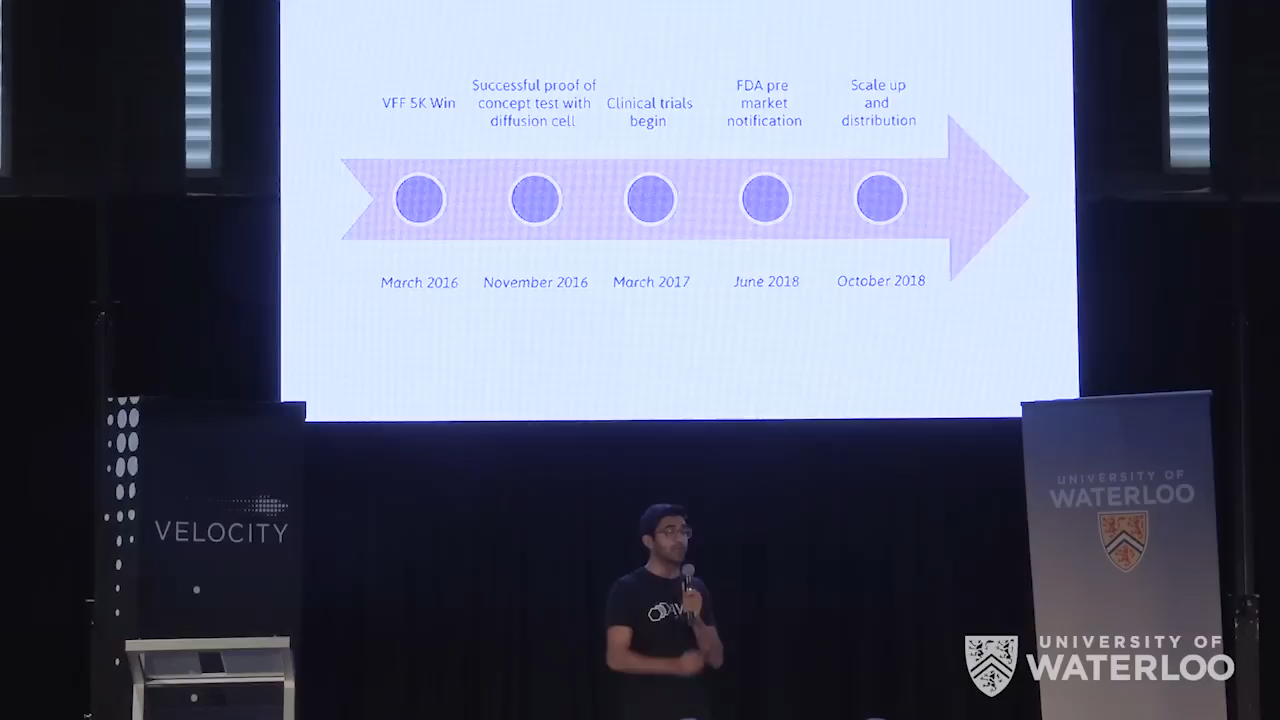 VFF 5K Win
Successful proof of
concept test with
diffusion cell
Clinical trials
begin
FDA pre
market
notification
Scale up
and
distribution
March 2016
November 2016
March 2017
June 2018
October 2018
VELOCITY
UNIVERSITY OF
WATERLOO
UNIVERSITY OF
WATERLOO